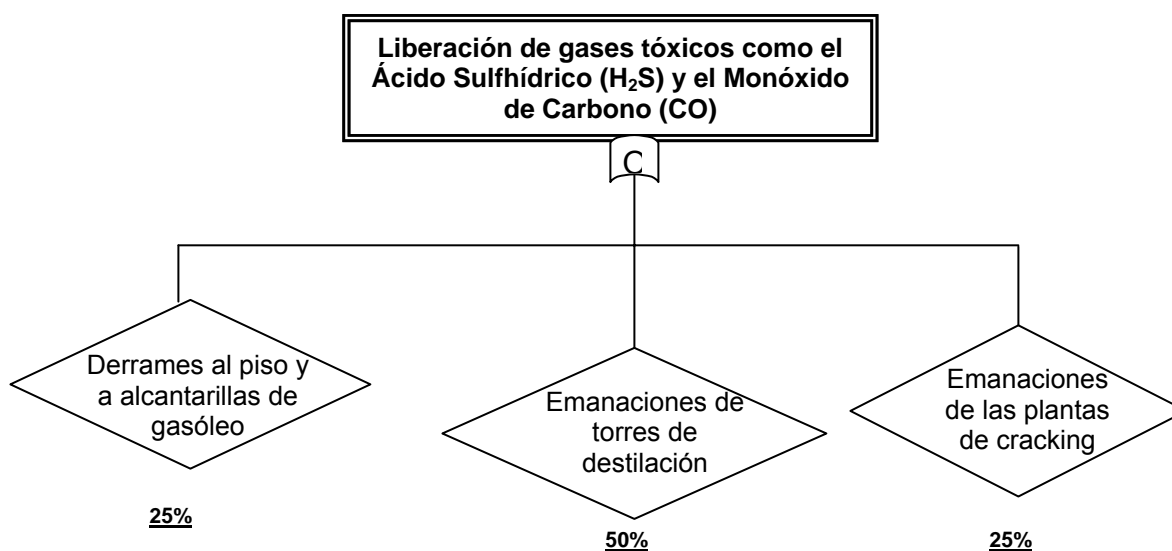 Liberación de gases tóxicos como el
Ácido Sulfhídrico (H₂S) y el Monóxido
de Carbono (CO)
C
Derrames al piso y
a alcantarillas de
gasóleo
25%
Emanaciones de
torres de
destilación
50%
Emanaciones
de las plantas
de cracking
25%